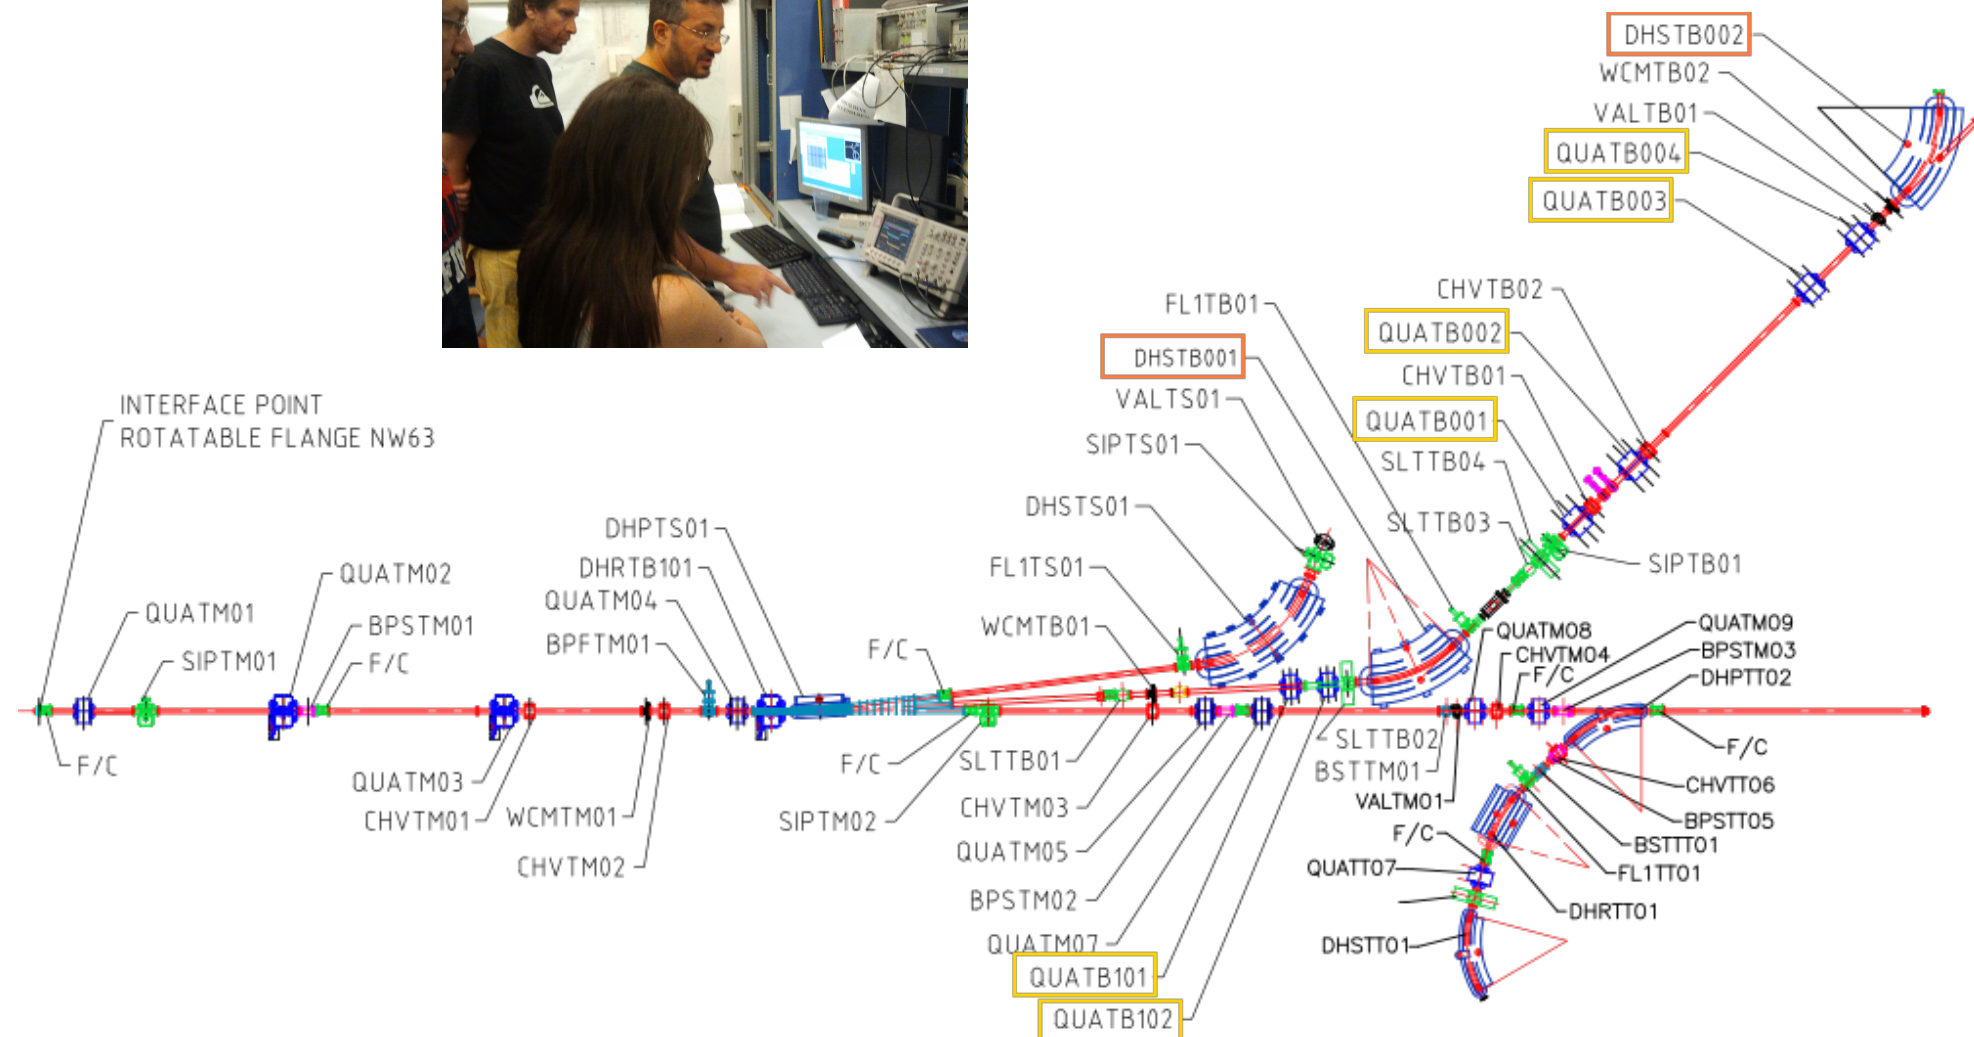 DHSTB002
WCMTB02
VALTB01
QUATB004
QUATB003
CHVTB02
FL1TB01
QUATB002
DHSTB001
CHVTB01
VALTS01
QUATB001
INTERFACE POINT
ROTATABLE FLANGE NW63
SIPTS01
SLTTB04
DHSTS01
SLTTB03
DHPTS01
SIPTB01
FL1TS01
DHRTB101
QUATM02
QUATM04
QUATM01
WCMTB01
QUATM09
BPSTM01
QUATM08
BPFTM01
F/C
CHVTM04
BPSTM03
SIPTM01
F/C
F/C
DHPTT02
SLTTB02
F/C
F/C
F/C
SLTTB01
BSTTM01
QUATM03
CHVTT06
VALTM01
CHVTM03
CHVTM01
WCMTM01
SIPTM02
BPSTT05
F/C
BSTTT01
QUATM05
CHVTM02
QUATT07
FL1TT01
BPSTM02
DHRTT01
QUATM07
DHSTT01
QUATB101
QUATB102